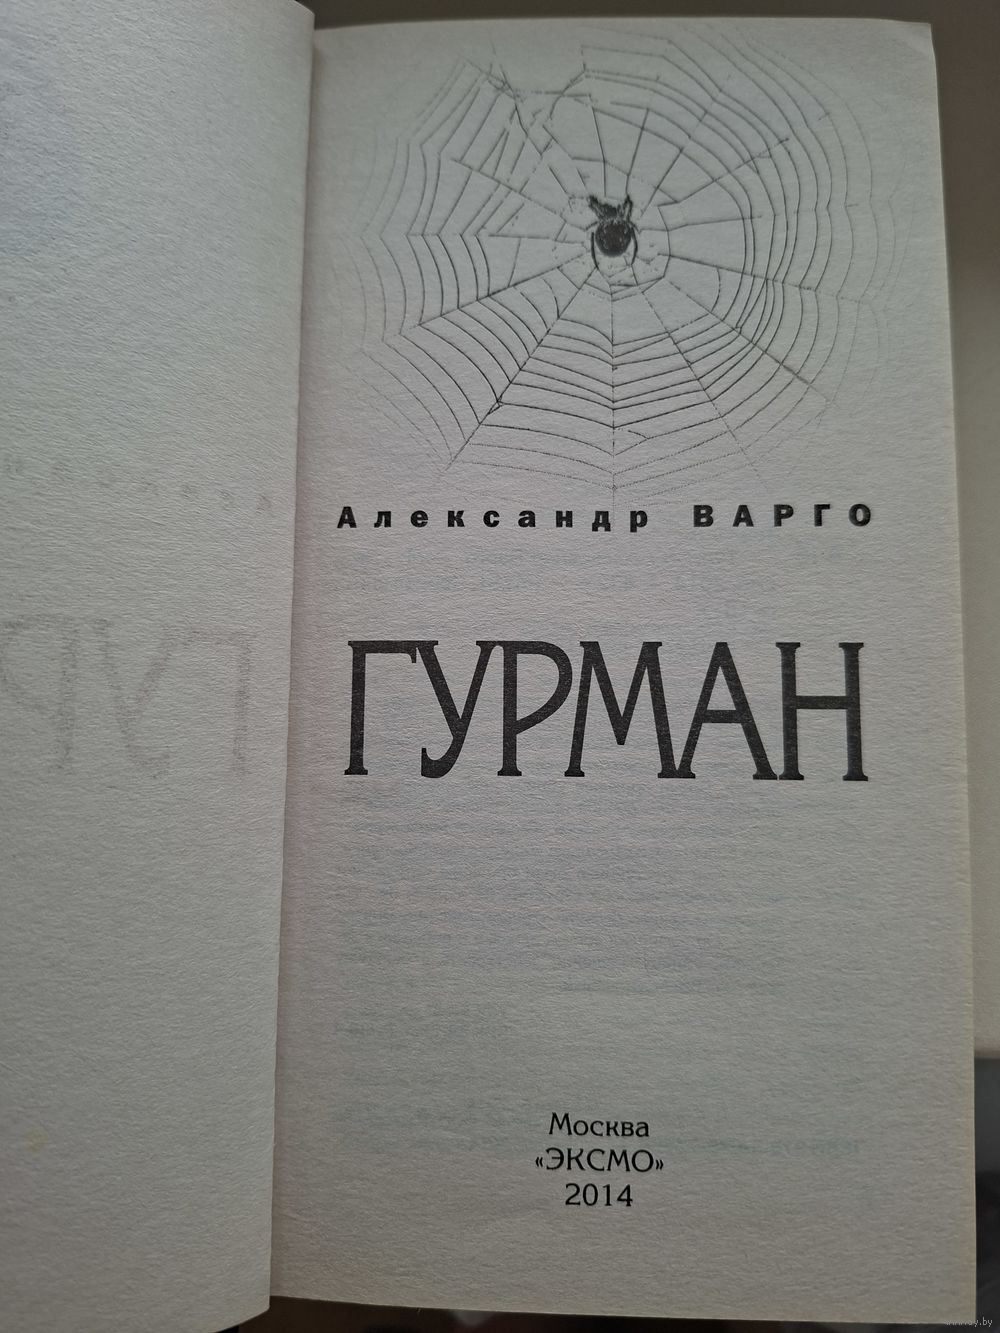 Александр ВАРГО
ГУРМАН
Москва
«ЭКСМО»
2014